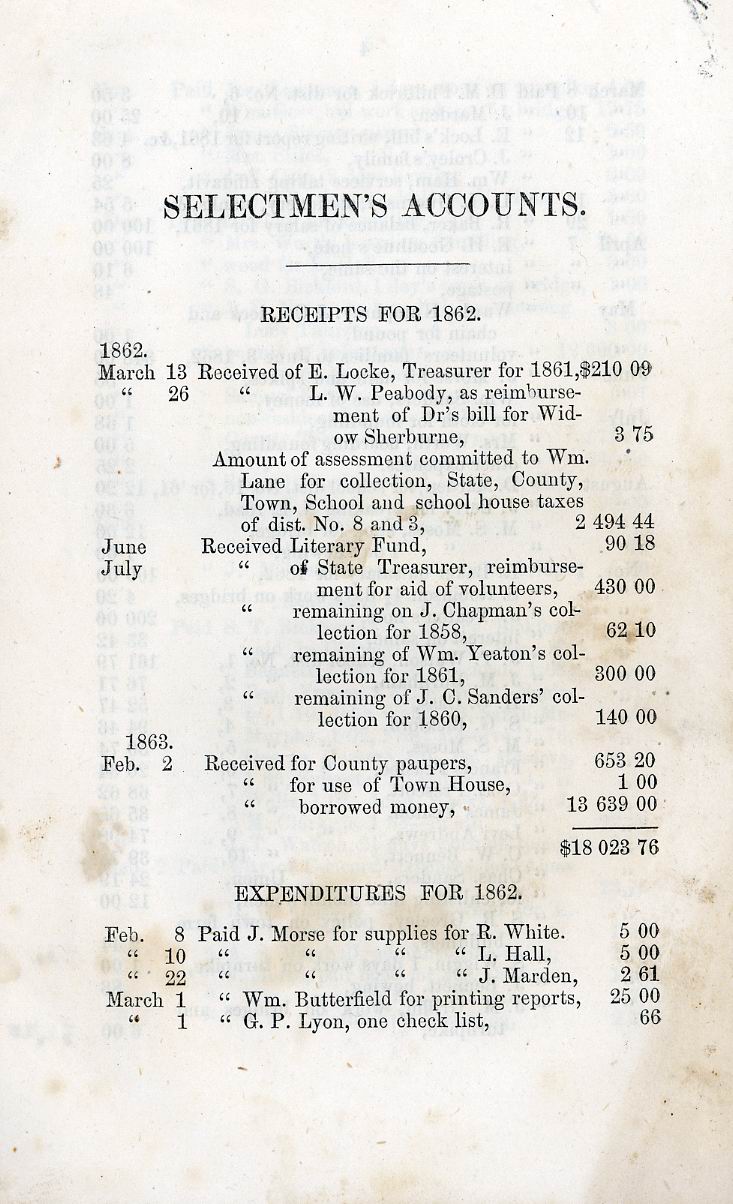 SELECTMEN'S ACCOUNTS.
RECEIPTS FOR 1862.
1862.
March 13 Received of E. Locke, Treasurer for 1861, $210 09
“ 26 “ L. W. Peabody, as reimburse-
ment of Dr's bill for Wid-
ow Sherburne, 3 75
Amount of assessment committed to Wm.
Lane for collection, State, County,
Town, School and school house taxes
of dist. No. 8 and 3, 2 494 44
June Received Literary Fund, 90 18
July “ of State Treasurer, reimburse-
ment for aid of volunteers, 430 00
“ remaining on J. Chapman's col-
lection for 1858, 62 10
“ remaining of Wm. Yeaton's col-
lection for 1861, 300 00
“ remaining of J. C. Sanders' col-
lection for 1860, 140 00
1863.
Feb. 2 Received for County paupers, 653 20
“ for use of Town House, 1 00
“ borrowed money, 13 639 00
$18 023 76
EXPENDITURES FOR 1862.
Feb. 8 Paid J. Morse for supplies for R. White. 5 00
“ 10 “ “ “ “ L. Hall, 5 00
“ 22 “ “ “ “ J. Marden, 2 61
March 1 “ Wm. Butterfield for printing reports, 25 00
“ 1 “ G. P. Lyon, one check list, 66